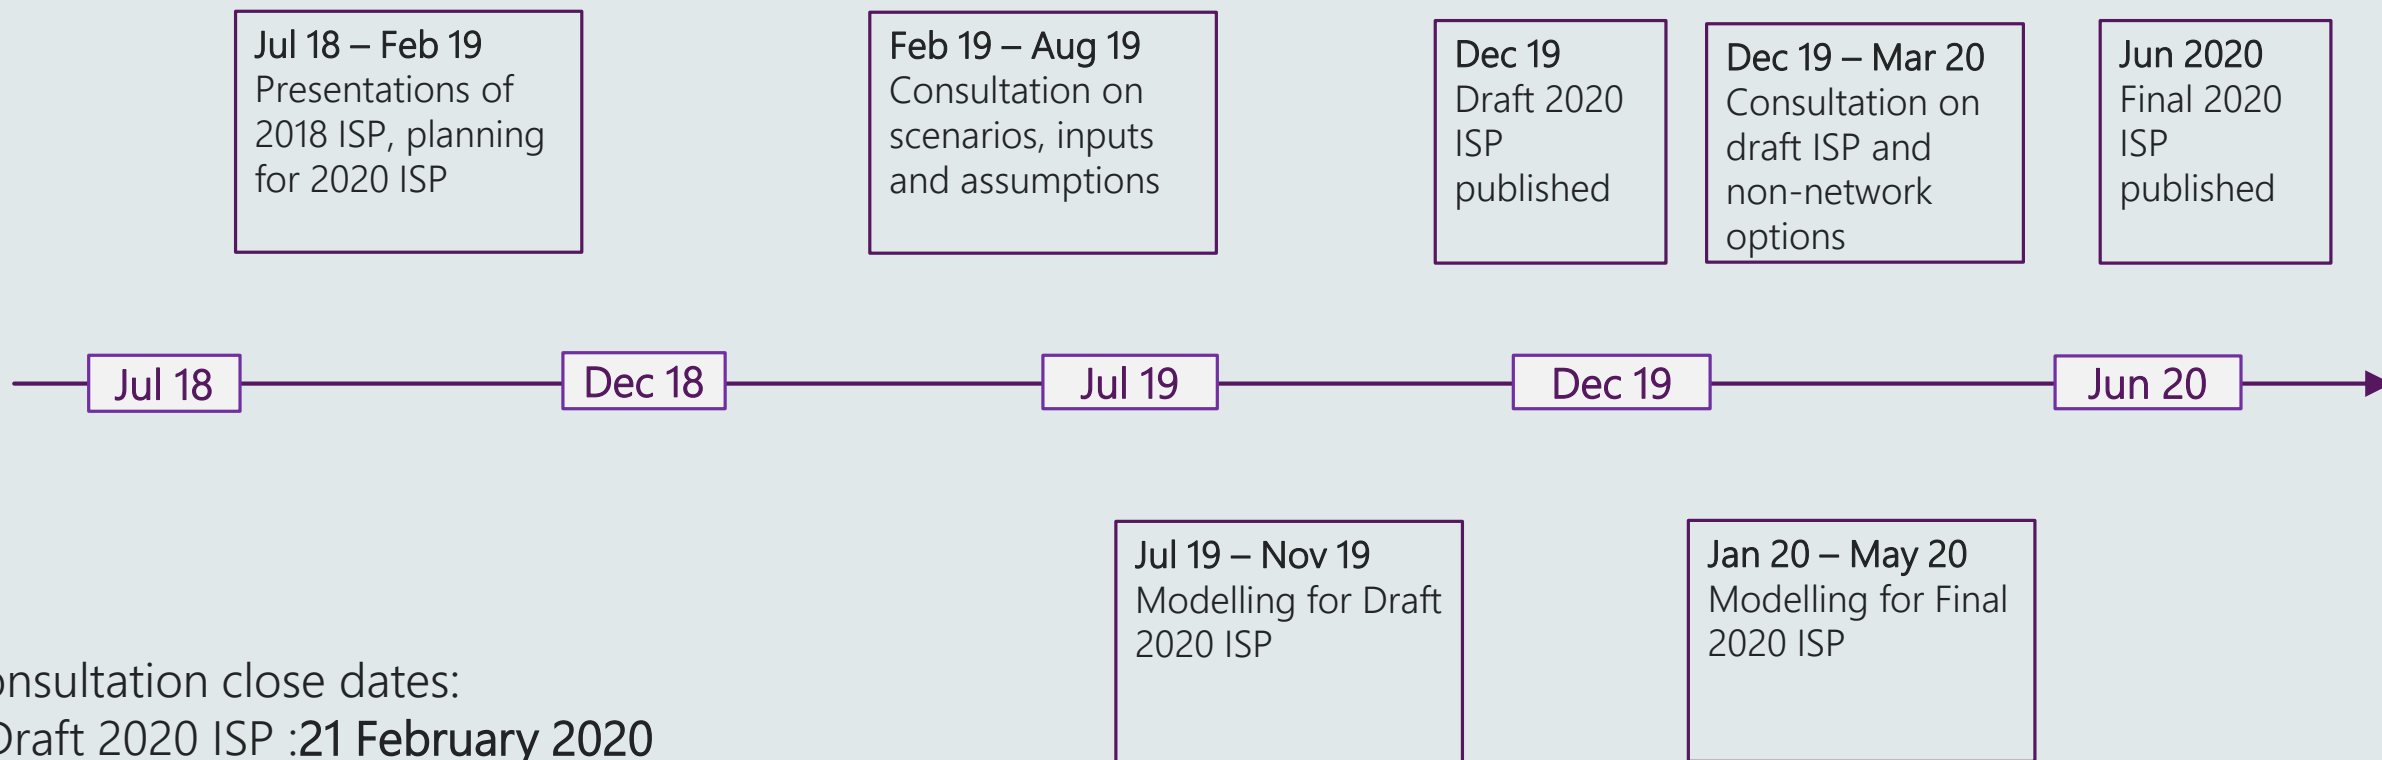 Jul 18 – Feb 19
Presentations of
2018 ISP, planning
for 2020 ISP
Feb 19 – Aug 19
Consultation on
scenarios, inputs
and assumptions
Dec 19
Draft 2020
ISP
published
Dec 19 – Mar 20
Consultation on
draft ISP and
non-network
options
Jun 2020
Final 2020
ISP
published
Jul 18
Dec 18
Jul 19
Dec 19
Jun 20
Jul 19 – Nov 19
Modelling for Draft
2020 ISP
Jan 20 – May 20
Modelling for Final
2020 ISP
onsultation close dates:
Draft 2020 ISP :21 February 2020